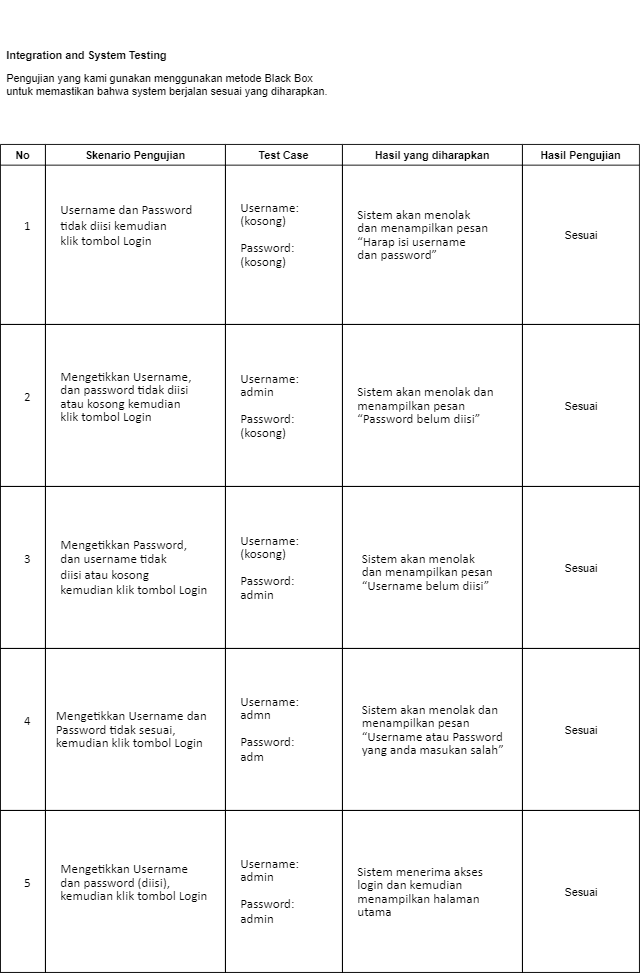 Integration and System Testing
Pengujian yang kami gunakan menggunakan metode Black Box
untuk memastikan bahwa system berjalan sesuai yang diharapkan.
No
Skenario Pengujian
Test Case
Hasil yang diharapkan
Hasil Pengujian
1
Username dan Password
tidak diisi kemudian
klik tombol Login
Username:
(kosong)
Password:
(kosong)
Sistem akan menolak
dan menampilkan pesan
“Harap isi username
dan password”
Sesuai
2
Mengetikkan Username,
dan password tidak diisi
atau kosong kemudian
klik tombol Login
Username:
admin
Password:
(kosong)
Sistem akan menolak dan
menampilkan pesan
“Password belum diisi”
Sesuai
3
Mengetikkan Password,
dan username tidak
diisi atau kosong
kemudian klik tombol Login
Username:
(kosong)
Password:
admin
Sistem akan menolak
dan menampilkan pesan
“Username belum diisi”
Sesuai
4
Mengetikkan Username dan
Password tidak sesuai,
kemudian klik tombol Login
Username:
admn
Password:
adm
Sistem akan menolak dan
menampilkan pesan
“Username atau Password
yang anda masukan salah”
Sesuai
5
Mengetikkan Username
dan password (diisi),
kemudian klik tombol Login
Username:
admin
Password:
admin
Sistem menerima akses
login dan kemudian
menampilkan halaman
utama
Sesuai